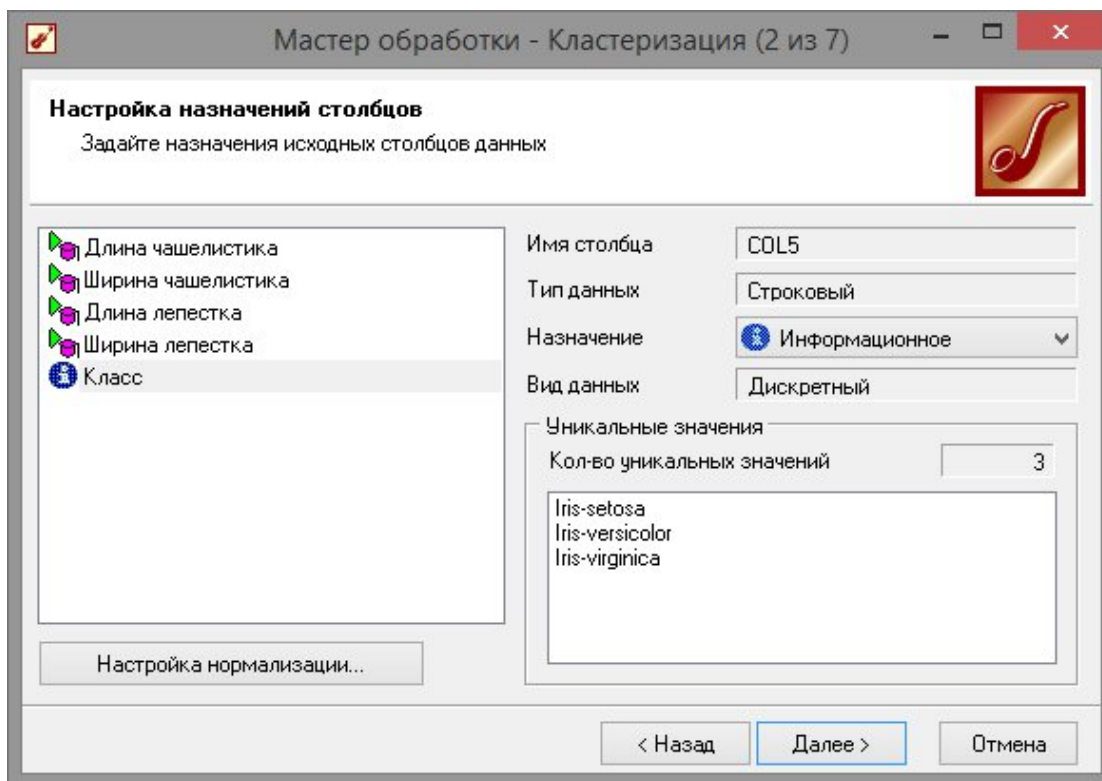 Мастер обработки - Кластеризация (2 из 7)
Настройка назначений столбцов
Задайте назначения исходных столбцов данных
Длина чашелистика
Ширина чашелистика
Длина лепестка
Ширина лепестка
Класс
Настройка нормализации...
Имя столбца COL5
Тип данных Строковый
Назначение Информационное
Вид данных Дискретный
Уникальные значения
Кол-во уникальных значений 3
Iris-setosa
Iris-versicolor
Iris-virginica
< Назад Далее > Отмена